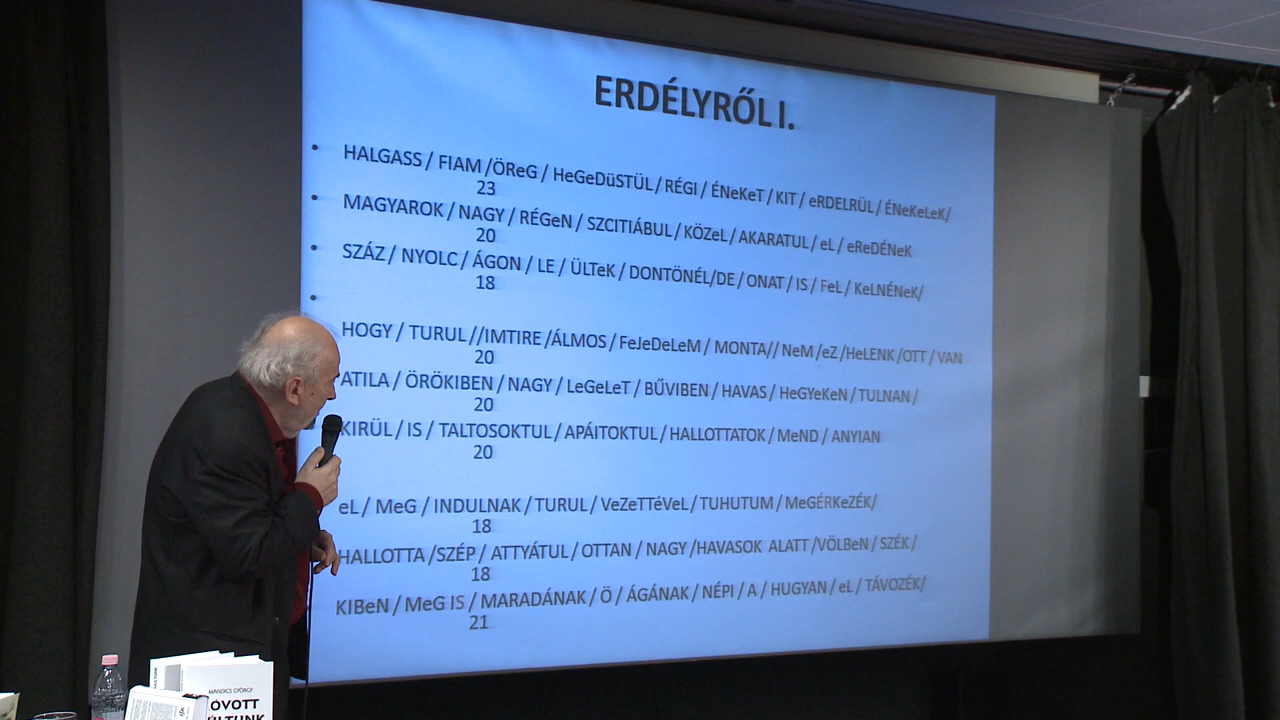 ERDÉLYRŐL I.
• HALGASS / FIAM /ÖReG / HeGeDüSTÜL / RÉGI / ÉNeKeT / KIT / eRDELRÜL / ÉNeKeLeK/
23
• MAGYAROK / NAGY / RÉGeN / SZCITIÁBUL / KÖZeL / AKARATUL / eL / eReDÉNeK
20
• SZÁZ / NYOLC / ÁGON / LE / ÜLTeK / DONTÖNÉL/DE / ONAT / IS / FeL / KeLNÉNeK/
18
•
HOGY / TURUL //IMTIRE /ÁLMOS / FeJeDeLeM / MONTA// NeM /eZ /HeLENK /OTT / VAN
20
ATILA / ÖRÖKIBEN / NAGY / LeGeLeT / BŰVIBEN / HAVAS / HeGYeKeN / TULNAN /
20
KIRÜL / IS / TALTOSOKTUL / APÁITOKTUL / HALLOTTATOK / MeND / ANYIAN
20
eL / MeG / INDULNAK / TURUL / VeZeTTéVeL / TUHUTUM / MeGÉRKeZÉK/
18
HALLOTTA /SZÉP / ATTYÁTUL / OTTAN / NAGY /HAVASOK ALATT /VÖLBeN / SZÉK /
18
KIBeN / MeG IS / MARADÁNAK / Ö / ÁGÁNAK / NÉPI / A / HUGYAN / eL / TÁVOZÉK/
21
MANDICS GYÖRGY